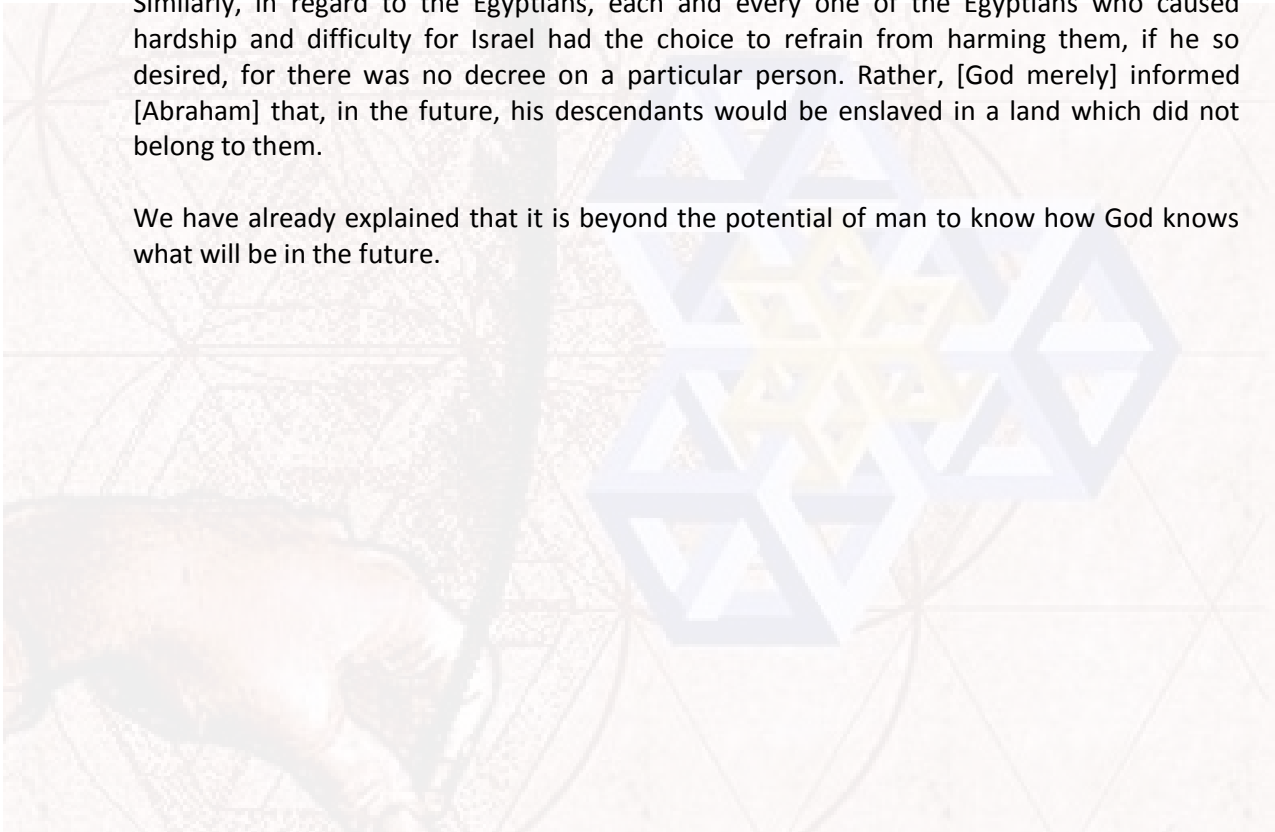 Similarly, in regard to the Egyptians, each and every one of the Egyptians who caused
hardship and difficulty for Israel had the choice to refrain from harming them, if he so
desired, for there was no decree on a particular person. Rather, [God merely] informed
[Abraham] that, in the future, his descendants would be enslaved in a land which did not
belong to them.
We have already explained that it is beyond the potential of man to know how God knows
what will be in the future.